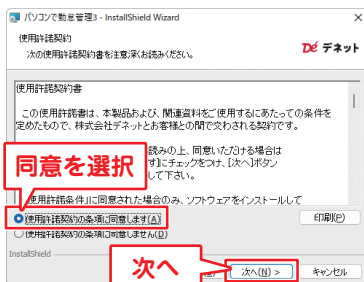 パソコンで勤怠管理3 - InstallShield Wizard
使用許諾契約
次の使用許諾契約書を注意深くお読みください。
Dé デネット
使用許諾契約書
この使用許諾書は、本製品および、関連資料をご使用するにあたっての条件を
定めたもので、株式会社デネットとお客様との間で交わされる契約です。
読みの上、同意いただける場合は
す]にチェックをつけ、[次へ]ボタン
して下さい。
同意を選択
使用許諾条件」に同意された場合のみ、ソフトウェアをインストールして
使用許諾契約の条項に同意します(A)
印刷(P)
使用許諾契約の条項に同意しません(D)
InstallShield
次へ
次へ(N) >
キャンセル